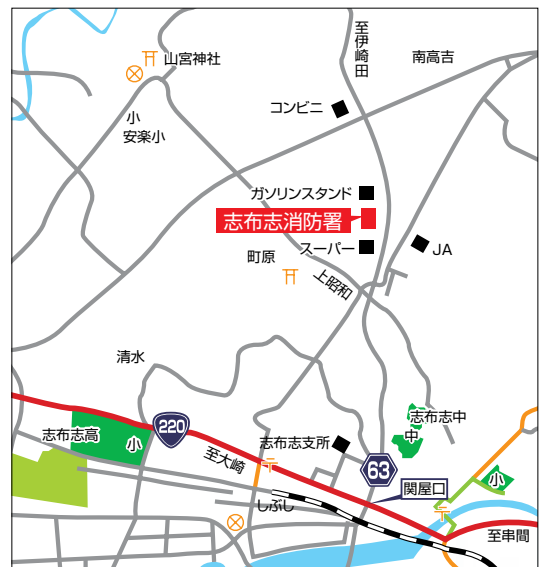 至伊崎田
南高吉
山宮神社
コンビニ
小
安楽小
ガソリンスタンド
志布志消防署
スーパー
JA
町原
上昭和
清水
志布志中
中
志布志高
小
220
志布志支所
至大崎
63
小
関屋口
しぶし
至串間